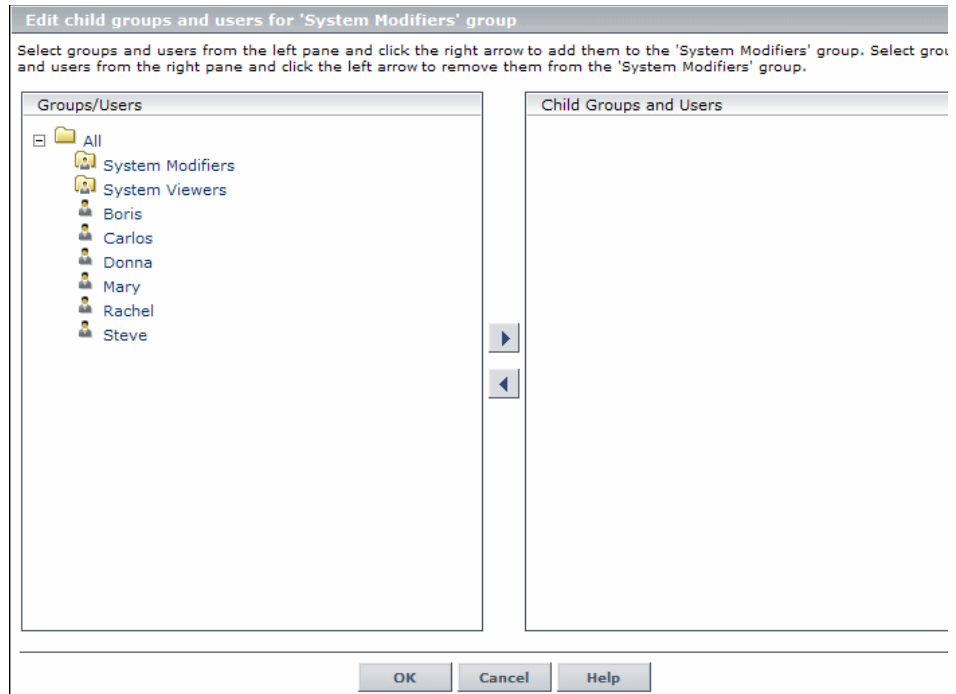 Edit child groups and users for 'System Modifiers' group
Select groups and users from the left pane and click the right arrow to add them to the 'System Modifiers' group. Select grou
and users from the right pane and click the left arrow to remove them from the 'System Modifiers' group.
Groups/Users
All
System Modifiers
System Viewers
Boris
Carlos
Donna
Mary
Rachel
Steve
Child Groups and Users
OK
Cancel
Help